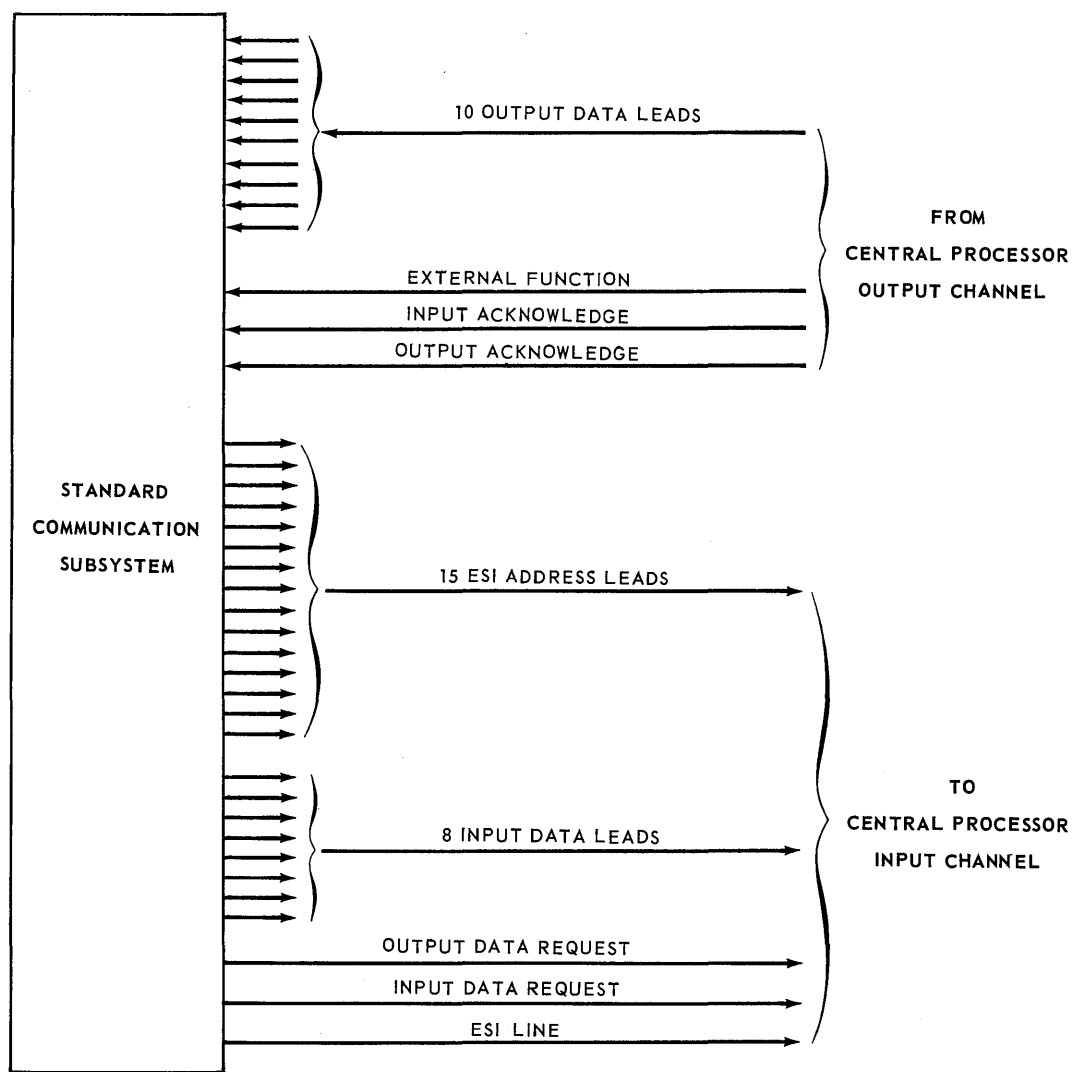 10 OUTPUT DATA LEADS
FROM
CENTRAL PROCESSOR
OUTPUT CHANNEL
EXTERNAL FUNCTION
INPUT ACKNOWLEDGE
OUTPUT ACKNOWLEDGE
STANDARD
COMMUNICATION
SUBSYSTEM
15 ESI ADDRESS LEADS
8 INPUT DATA LEADS
TO
CENTRAL PROCESSOR
INPUT CHANNEL
OUTPUT DATA REQUEST
INPUT DATA REQUEST
ESI LINE